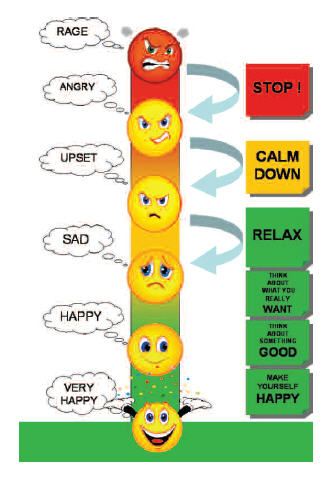 RAGE
ANGRY
STOP !
UPSET
CALM
DOWN
SAD
RELAX
THINK
ABOUT
WHAT YOU
REALLY
WANT
HAPPY
THINK
ABOUT
SOMETHING
GOOD
VERY
HAPPY
MAKE
YOURSELF
HAPPY